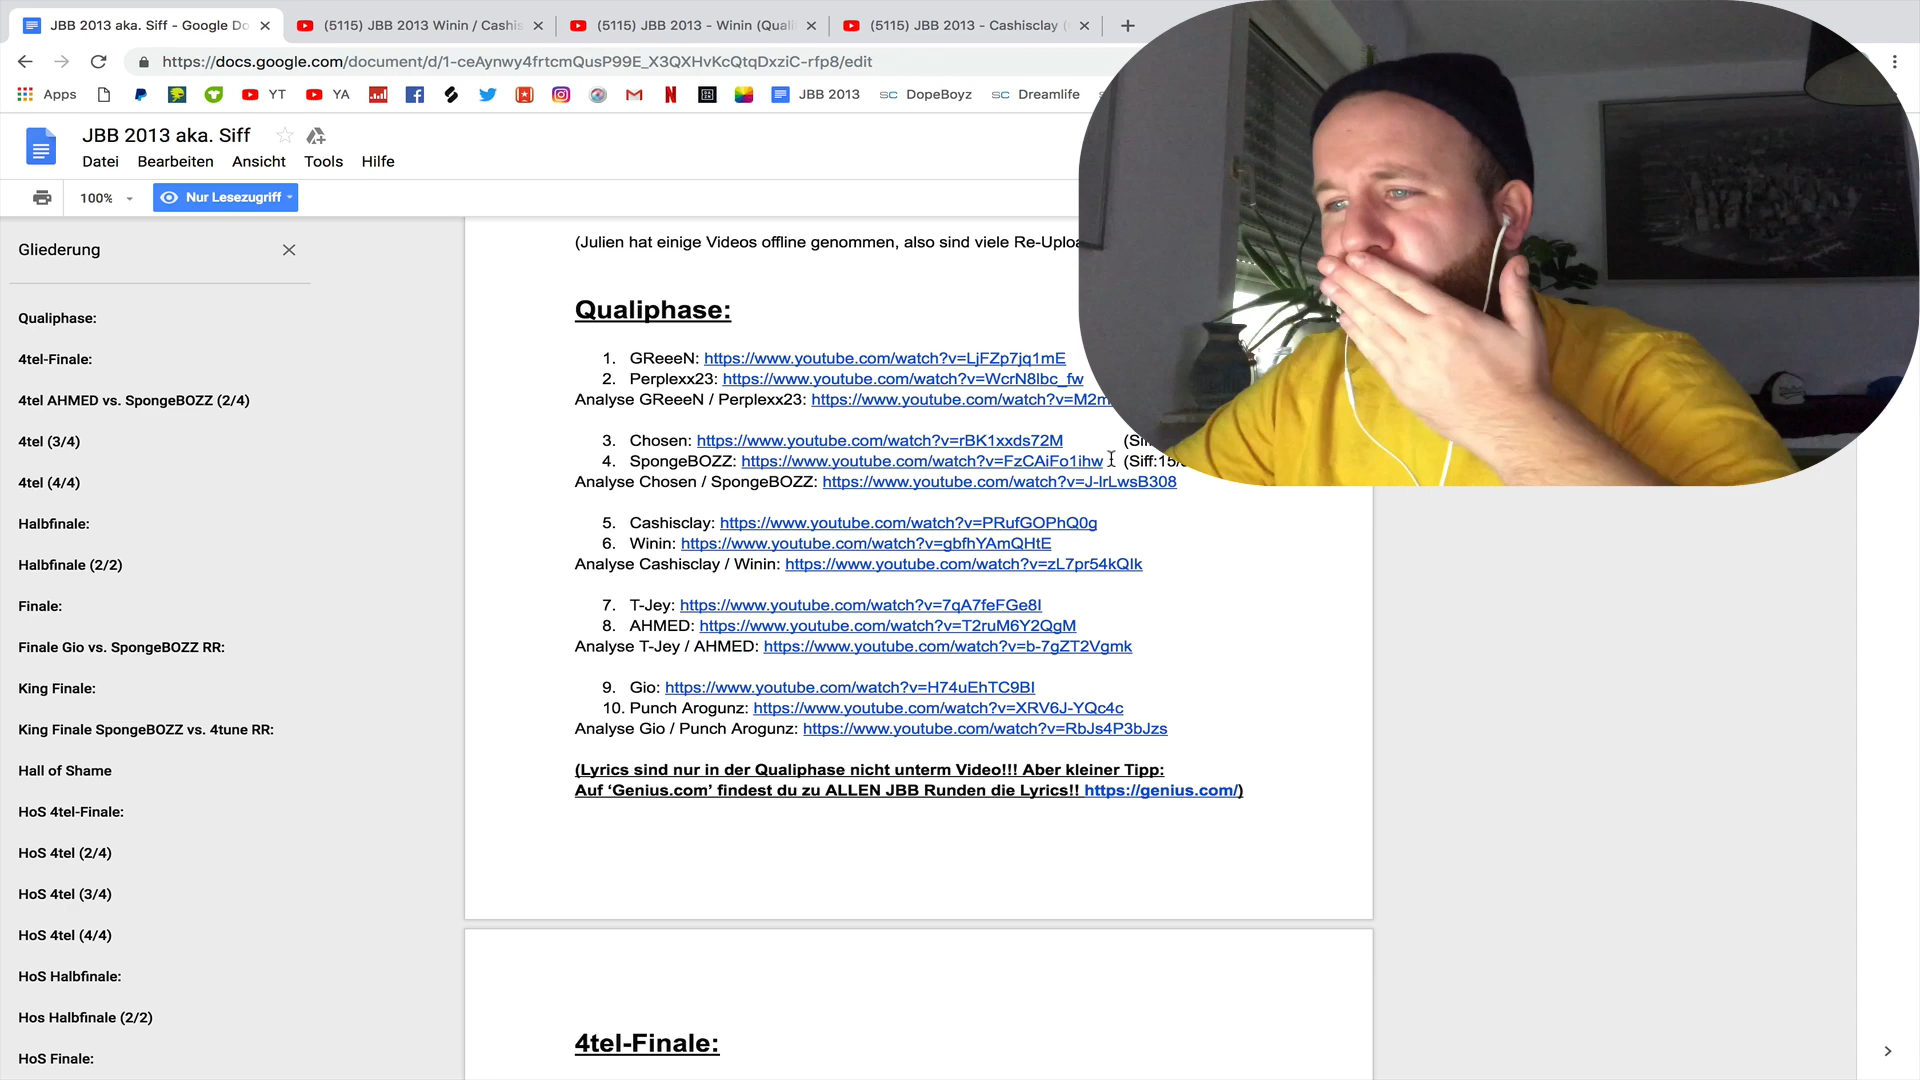 JBB 2013 aka. Siff - Google Do
(5115) JBB 2013 Winin / Cashis
(5115) JBB 2013 - Winin (Quali
(5115) JBB 2013 - Cashisclay (
https://docs.google.com/document/d/1-ceAynwy4frtcmQusP99E_X3QXHvKcQtqDxziC-rfp8/edit
Apps YT YA JBB 2013 DopeBoyz Dreamlife
JBB 2013 aka. Siff
Datei Bearbeiten Ansicht Tools Hilfe
100% Nur Lesezugriff
Gliederung
Qualiphase:
4tel-Finale:
4tel AHMED vs. SpongeBOZZ (2/4)
4tel (3/4)
4tel (4/4)
Halbfinale:
Halbfinale (2/2)
Finale:
Finale Gio vs. SpongeBOZZ RR:
King Finale:
King Finale SpongeBOZZ vs. 4tune RR:
Hall of Shame
HoS 4tel-Finale:
HoS 4tel (2/4)
HoS 4tel (3/4)
HoS 4tel (4/4)
HoS Halbfinale:
Hos Halbfinale (2/2)
HoS Finale:
(Julien hat einige Videos offline genommen, also sind viele Re-Uploa
Qualiphase:
1. GReeeN: https://www.youtube.com/watch?v=LjFZp7jq1mE
2. Perplexx23: https://www.youtube.com/watch?v=WcrN8lbc_fw
Analyse GReeeN / Perplexx23: https://www.youtube.com/watch?v=M2m
3. Chosen: https://www.youtube.com/watch?v=rBK1xxds72M
4. SpongeBOZZ: https://www.youtube.com/watch?v=FzCAiFo1ihw (Siff:15/
Analyse Chosen / SpongeBOZZ: https://www.youtube.com/watch?v=J-lrLwsB308
5. Cashisclay: https://www.youtube.com/watch?v=PRufGOPhQ0g
6. Winin: https://www.youtube.com/watch?v=gbfhYAmQHtE
Analyse Cashisclay / Winin: https://www.youtube.com/watch?v=zL7pr54kQIk
7. T-Jey: https://www.youtube.com/watch?v=7qA7feFGe8I
8. AHMED: https://www.youtube.com/watch?v=T2ruM6Y2QgM
Analyse T-Jey / AHMED: https://www.youtube.com/watch?v=b-7gZT2Vgmk
9. Gio: https://www.youtube.com/watch?v=H74uEhTC9BI
10. Punch Arogunz: https://www.youtube.com/watch?v=XRV6J-YQc4c
Analyse Gio / Punch Arogunz: https://www.youtube.com/watch?v=RbJs4P3bJzs
(Lyrics sind nur in der Qualiphase nicht unterm Video!!! Aber kleiner Tipp:
Auf ‘Genius.com’ findest du zu ALLEN JBB Runden die Lyrics!! https://genius.com/)
4tel-Finale: